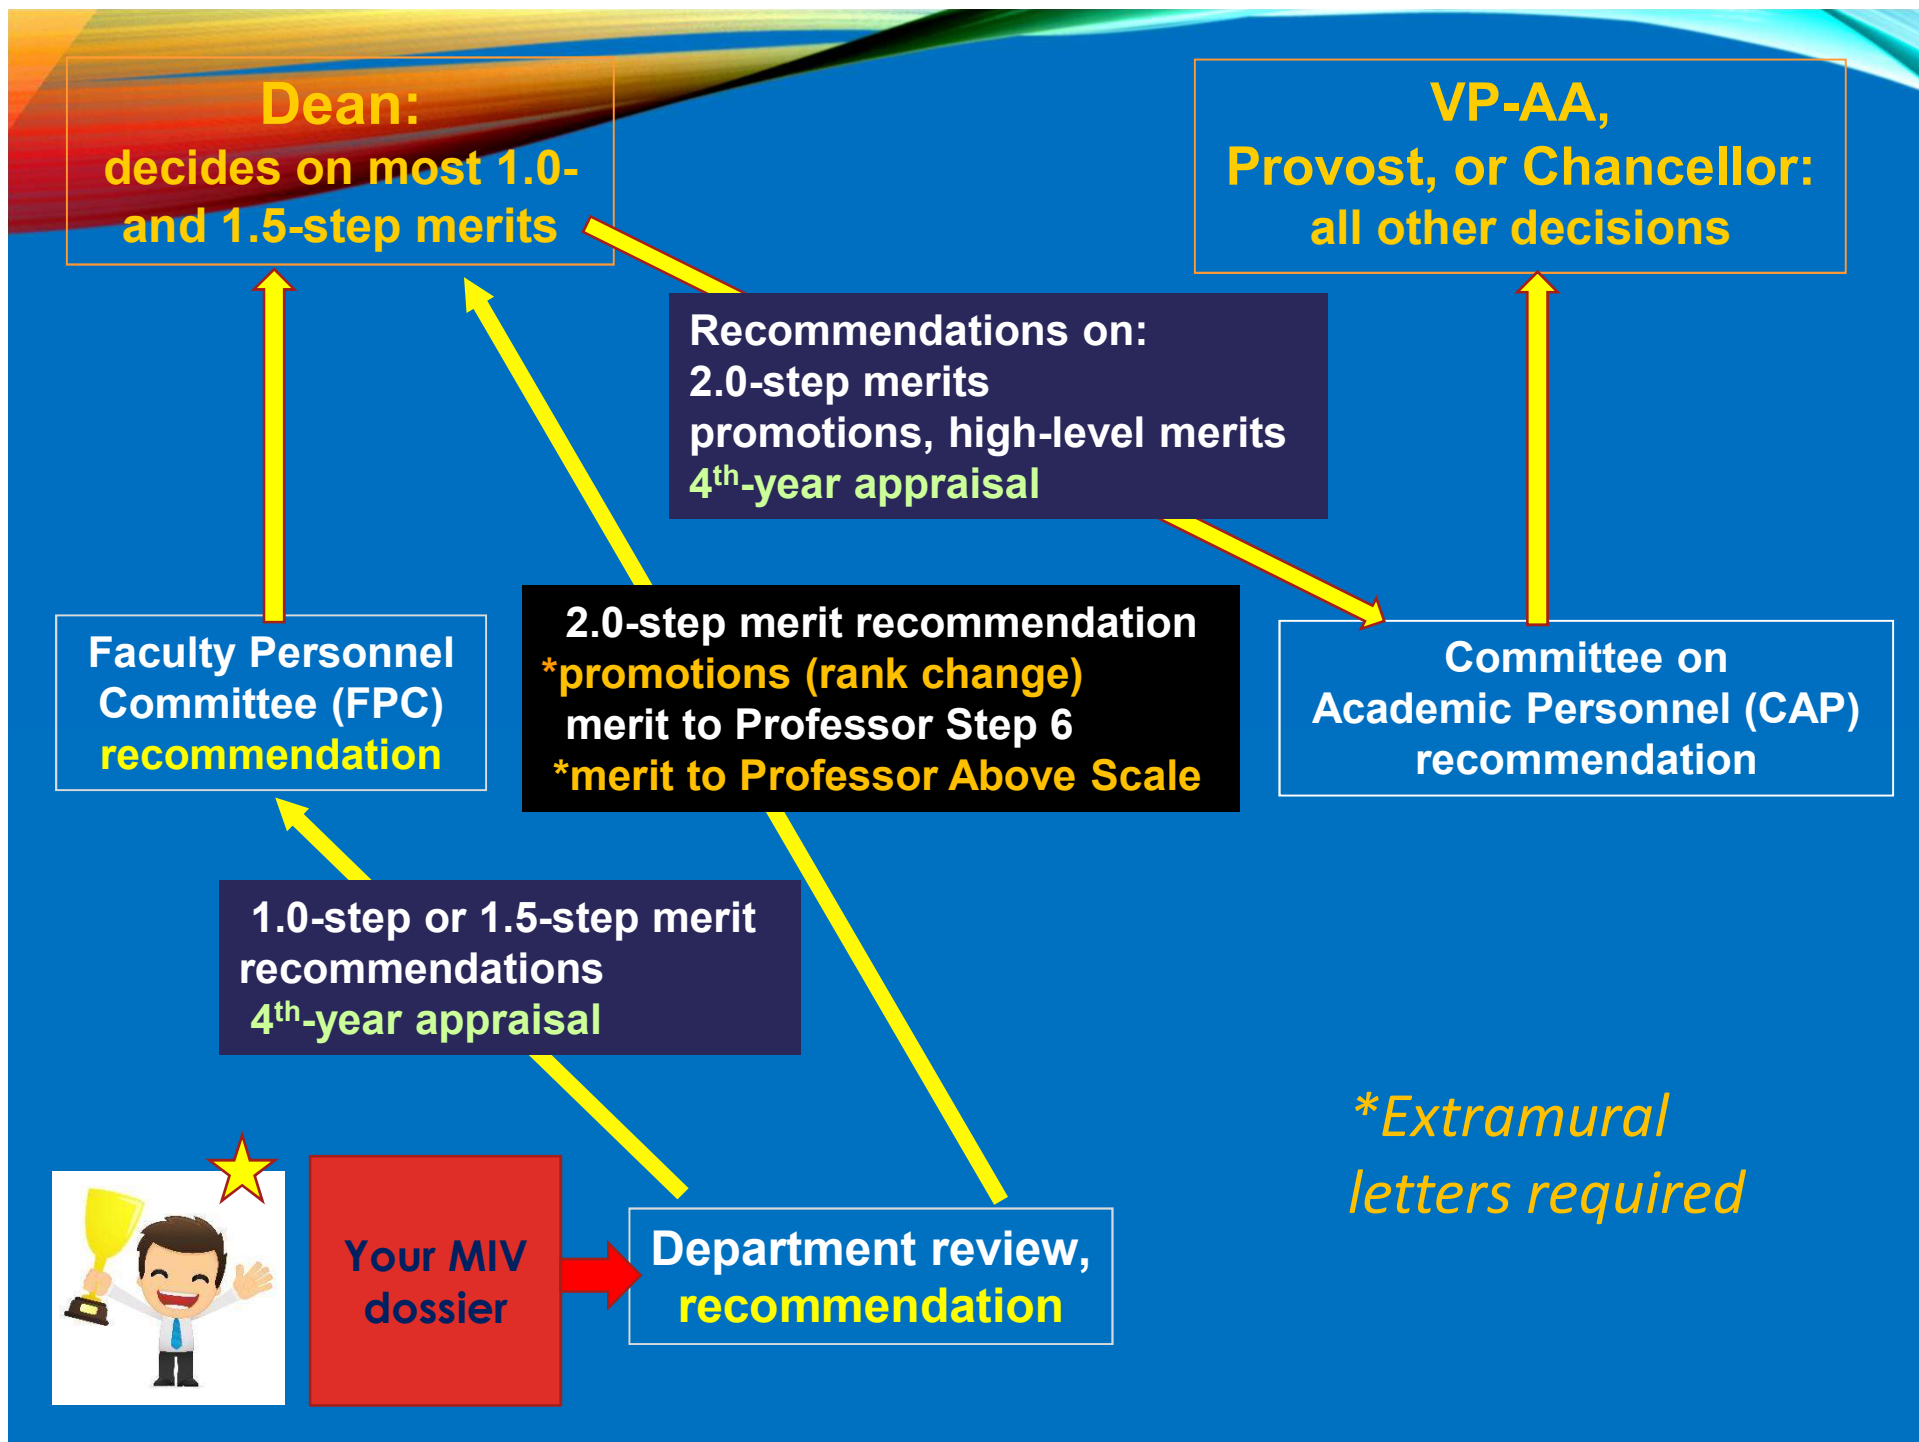 Dean:
decides on most 1.0-
and 1.5-step merits
VP-AA,
Provost, or Chancellor:
all other decisions
Recommendations on:
2.0-step merits
promotions, high-level merits
4th-year appraisal
Faculty Personnel
Committee (FPC)
recommendation
2.0-step merit recommendation
*promotions (rank change)
merit to Professor Step 6
*merit to Professor Above Scale
Committee on
Academic Personnel (CAP)
recommendation
1.0-step or 1.5-step merit
recommendations
4th-year appraisal
*Extramural
letters required
Your MIV
dossier
Department review,
recommendation